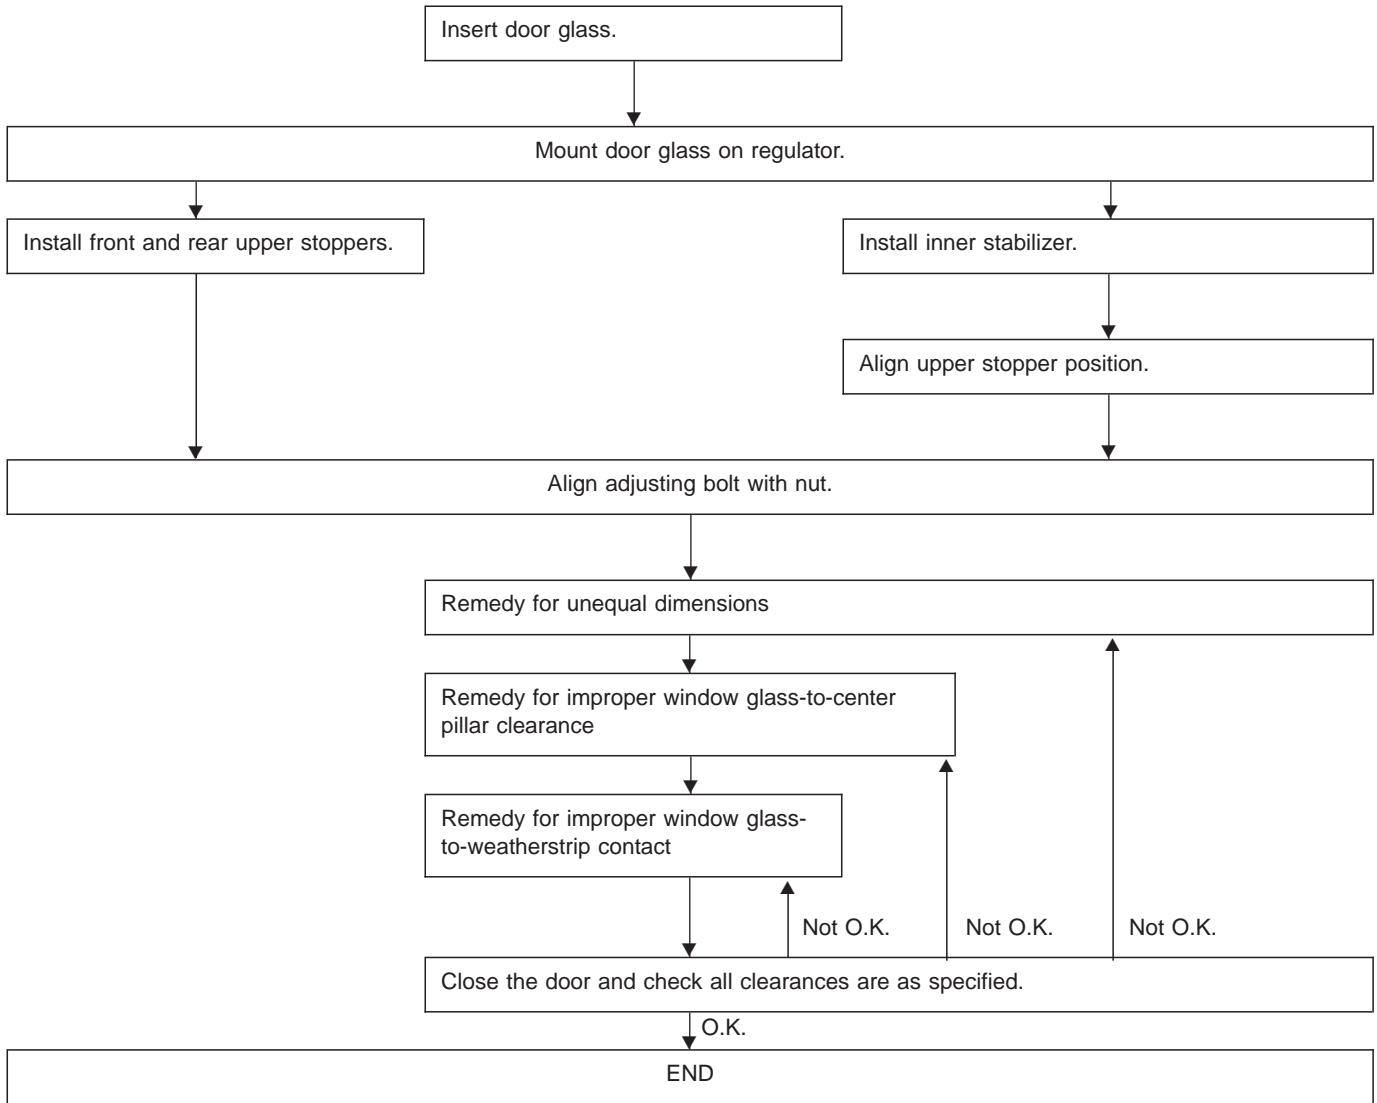 Insert door glass.
Mount door glass on regulator.
Install front and rear upper stoppers.
Install inner stabilizer.
Align upper stopper position.
Align adjusting bolt with nut.
Remedy for unequal dimensions
Remedy for improper window glass-to-center
pillar clearance
Remedy for improper window glass-
to-weatherstrip contact
Not O.K.
Not O.K.
Not O.K.
Close the door and check all clearances are as specified.
O.K.
END